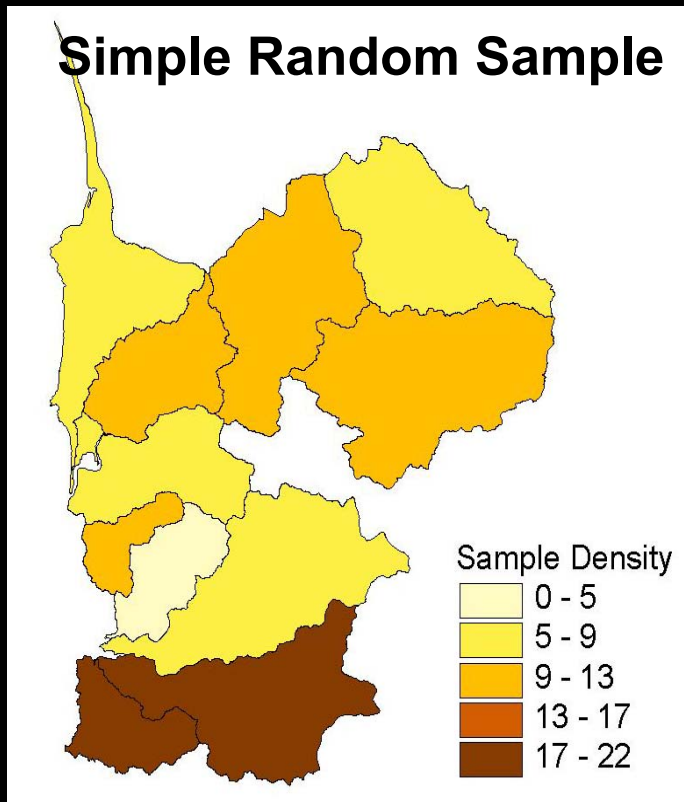 Simple Random Sample
Sample Density
0 - 5
5 - 9
9 - 13
13 - 17
17 - 22